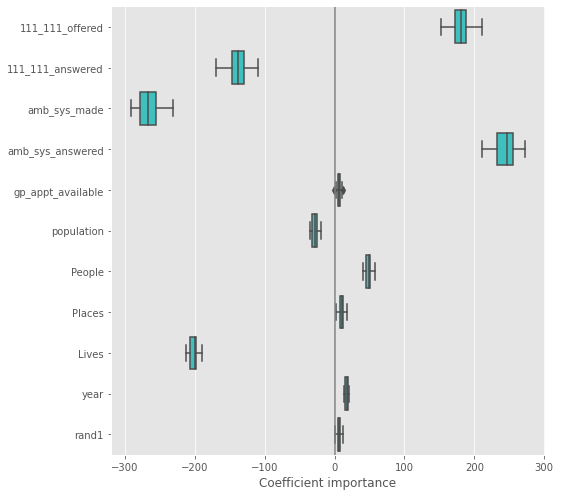 111_111_offered
111_111_answered
amb_sys_made
amb_sys_answered
gp_appt_available
population
People
Places
Lives
year
rand1
−300 −200 −100 0 100 200 300
Coefficient importance